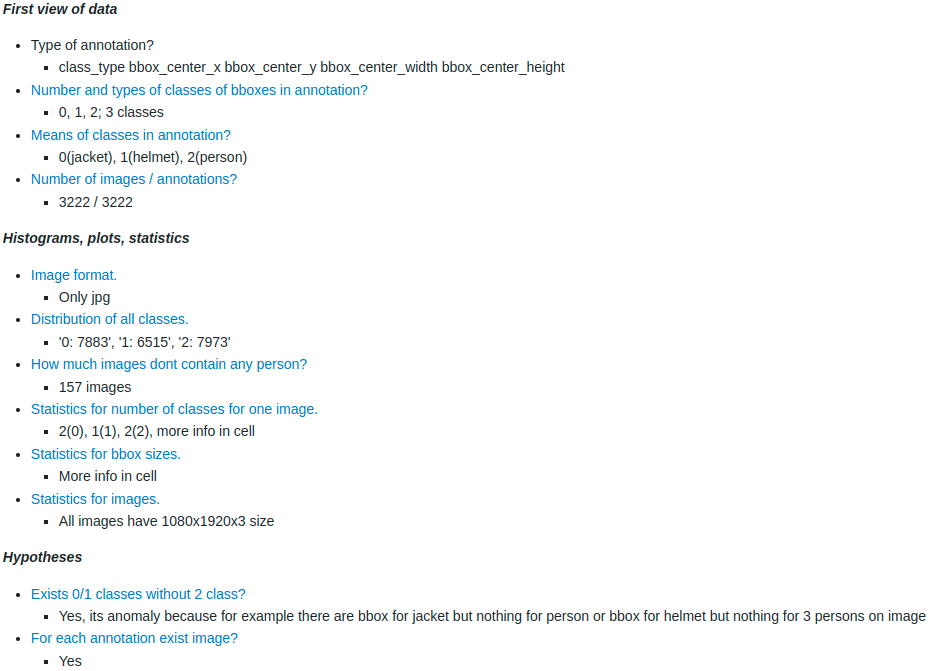 First view of data
Type of annotation?
class_type bbox_center_x bbox_center_y bbox_center_width bbox_center_height
Number and types of classes of bboxes in annotation?
0, 1, 2; 3 classes
Means of classes in annotation?
0(jacket), 1(helmet), 2(person)
Number of images / annotations?
3222 / 3222
Histograms, plots, statistics
Image format.
Only jpg
Distribution of all classes.
'0: 7883', '1: 6515', '2: 7973'
How much images dont contain any person?
157 images
Statistics for number of classes for one image.
2(0), 1(1), 2(2), more info in cell
Statistics for bbox sizes.
More info in cell
Statistics for images.
All images have 1080x1920x3 size
Hypotheses
Exists 0/1 classes without 2 class?
Yes, its anomaly because for example there are bbox for jacket but nothing for person or bbox for helmet but nothing for 3 persons on image
For each annotation exist image?
Yes